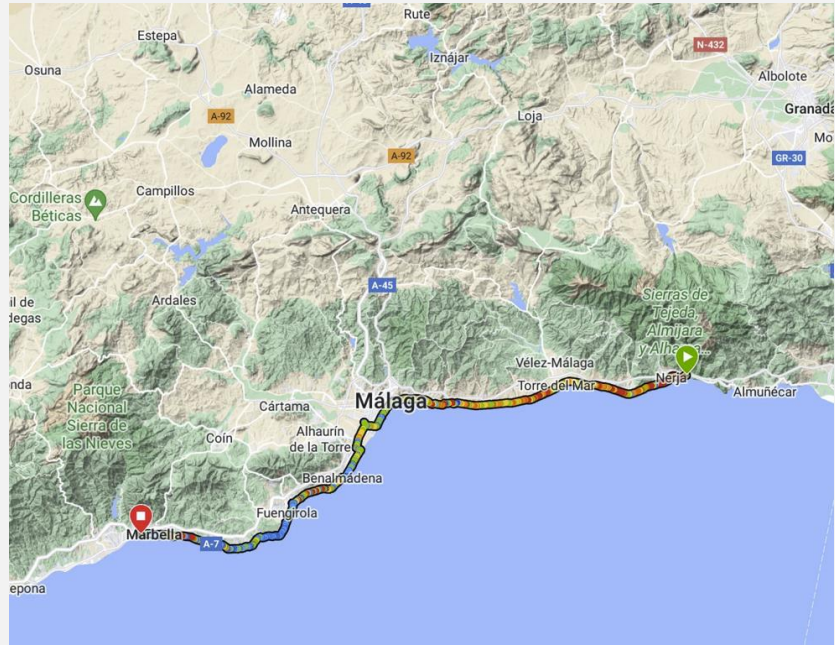 Rute
N-432
Estepa
Iznájar
Osuna
Albolote
Alameda
Granada
A-92
Loja
Mollina
A-92
GR-30
Campillos
Cordilleras
Béticas
Antequera
A-45
Ardales
Sierras de
Tejeda,
Almijara
y Alha...
Vélez-Málaga
Nerja
Torre del Mar
Almuñécar
Parque
Nacional
Sierra de
las Nieves
Málaga
Cártama
Coín
Alhaurín
de la Torre
Benalmádena
Fuengirola
Marbella
A-7
epona